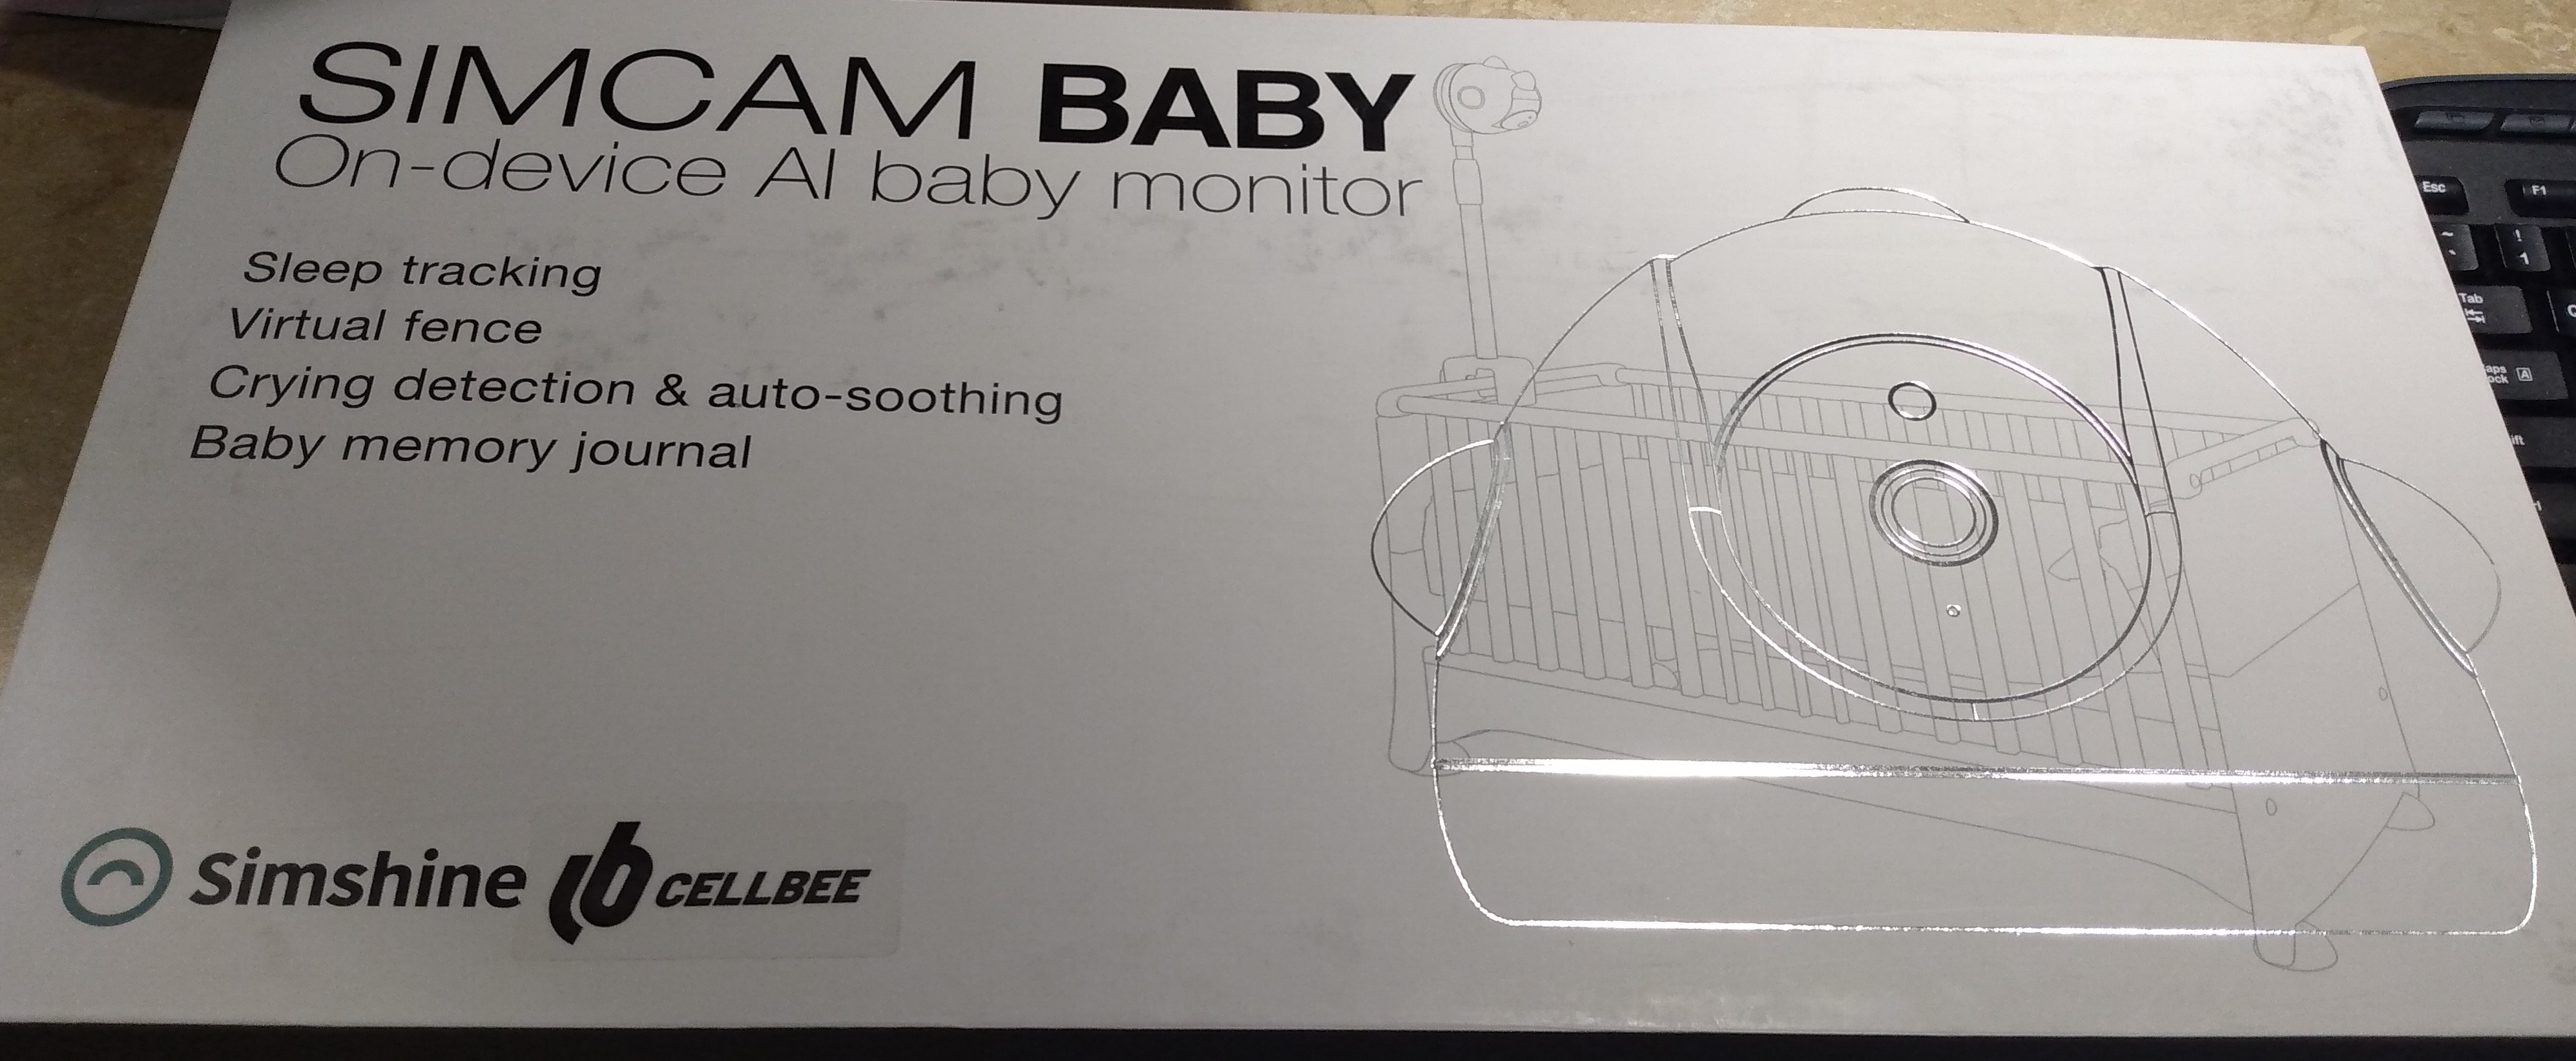 SIMCAM BABY
On-device AI baby monitor
Sleep tracking
Virtual fence
Crying detection & auto-soothing
Baby memory journal
Simshine CELLBEE
Esc F1
~ !
` 1
Tab